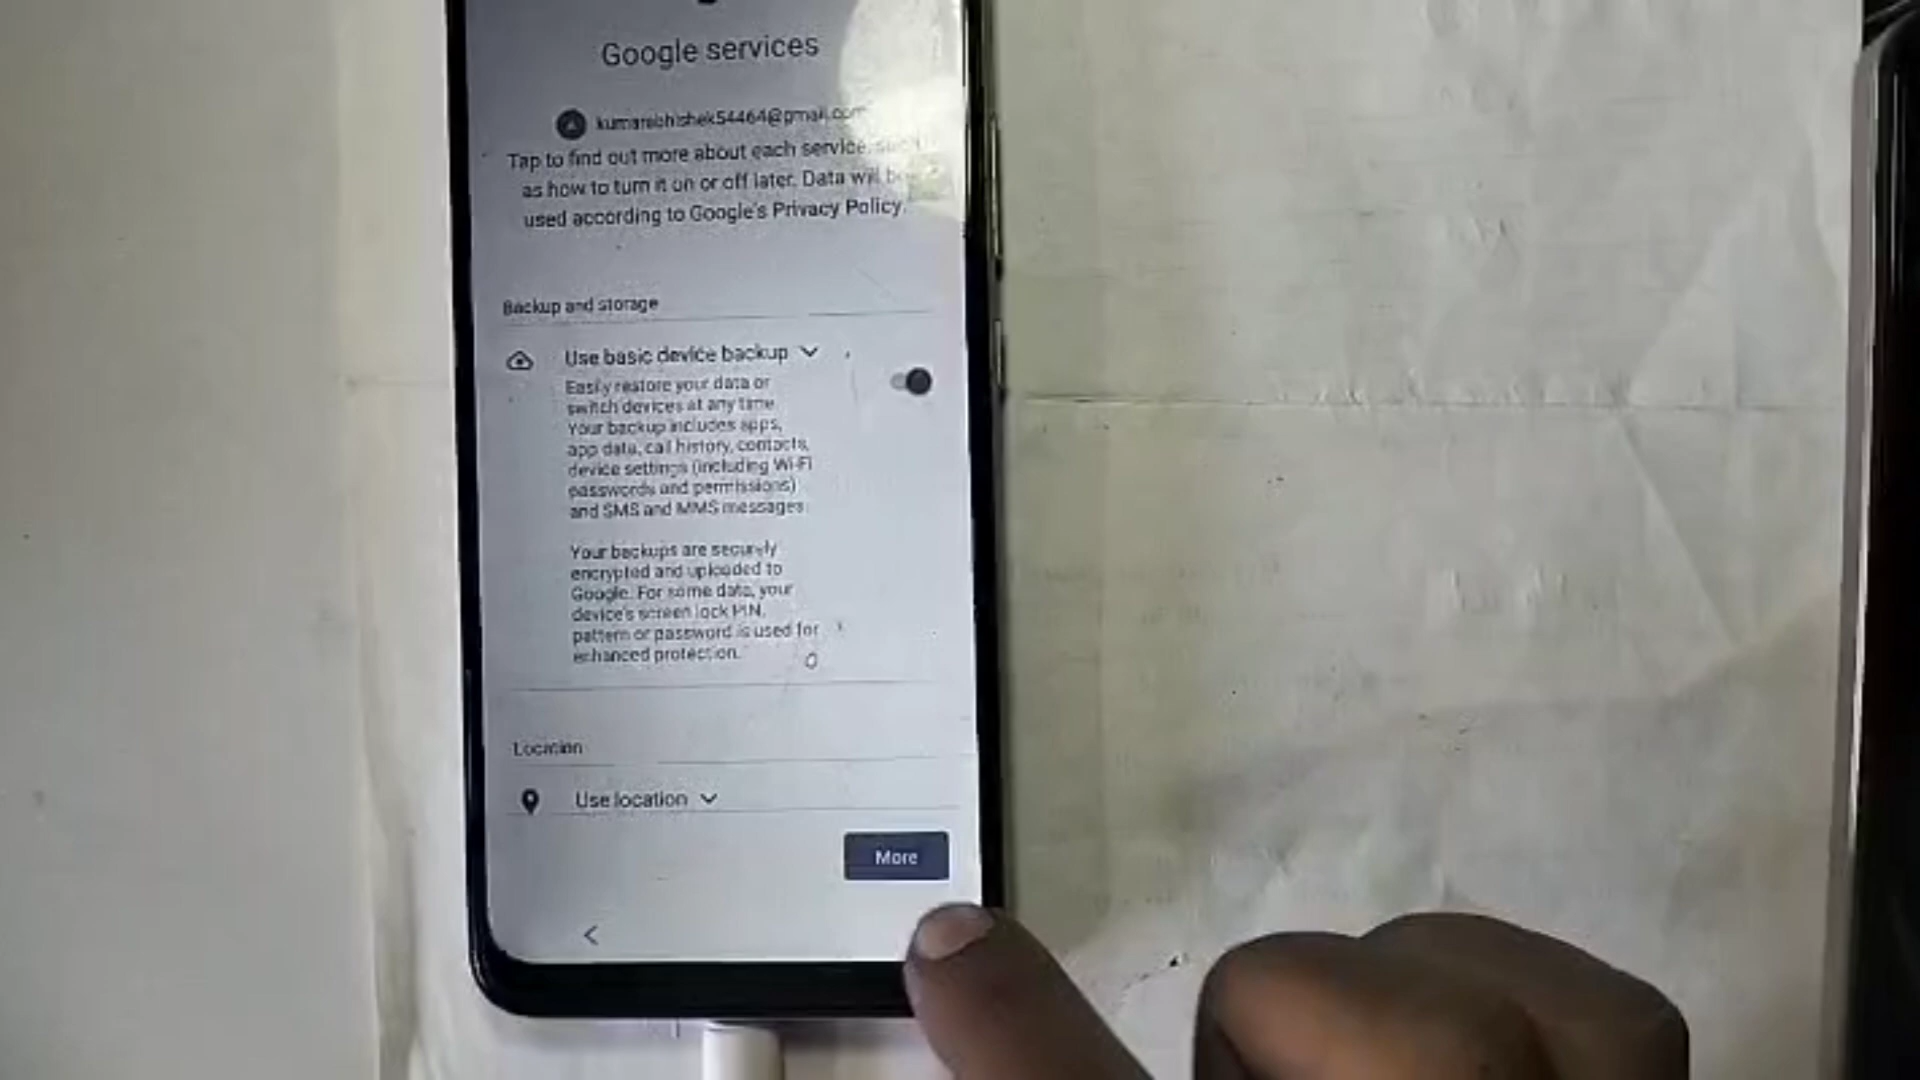 Google services
kumarabhishek54464@gmail.com
Tap to find out more about each service,
as how to turn it on or off later. Data will be
used according to Google's Privacy Policy.
Backup and storage
Use basic device backup
Easily restore your data or
switch devices at any time.
Your backup includes apps,
app data, call history, contacts,
device settings (including Wi-Fi
passwords and permissions)
and SMS and MMS messages.
Your backups are securely
encrypted and uploaded to
Google. For some data, your
device's screen lock PIN,
pattern or password is used for
enhanced protection.
Location
Use location
More